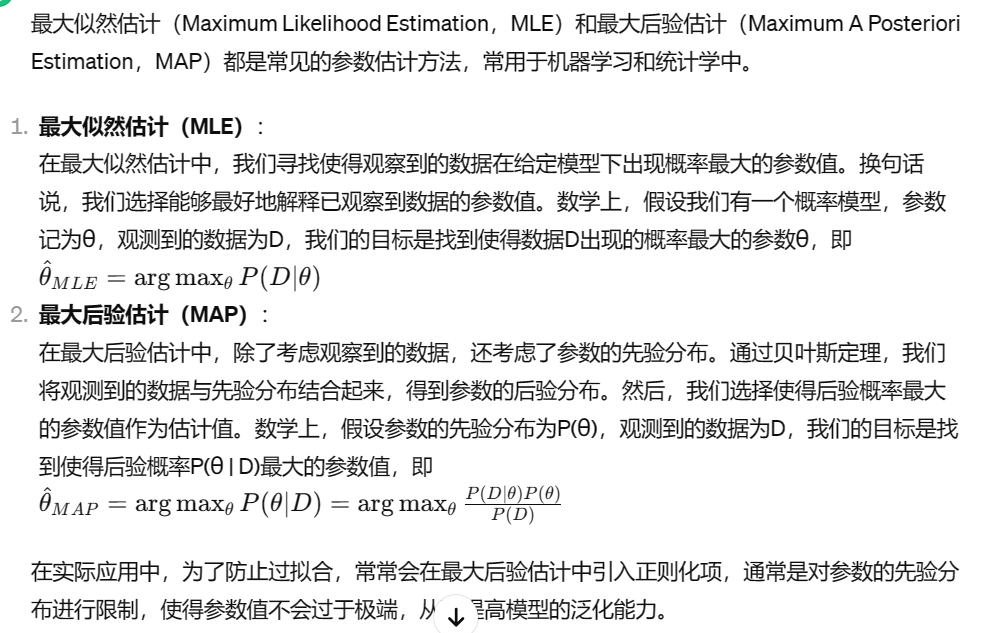 最大似然估计（Maximum Likelihood Estimation，MLE）和最大后验估计（Maximum A Posteriori
Estimation，MAP）都是常见的参数估计方法，常用于机器学习和统计学中。
1. 最大似然估计（MLE）：
在最大似然估计中，我们寻找使得观察到的数据在给定模型下出现概率最大的参数值。换句话
说，我们选择能够最好地解释已观察到数据的参数值。数学上，假设我们有一个概率模型，参数
记为θ，观测到的数据为D，我们的目标是找到使得数据D出现的概率最大的参数θ，即
θ̂_MLE = arg max_θ P(D|θ)
2. 最大后验估计（MAP）：
在最大后验估计中，除了考虑观察到的数据，还考虑了参数的先验分布。通过贝叶斯定理，我们
将观测到的数据与先验分布结合起来，得到参数的后验分布。然后，我们选择使得后验概率最大
的参数值作为估计值。数学上，假设参数的先验分布为P(θ)，观测到的数据为D，我们的目标是找
到使得后验概率P(θ | D)最大的参数值，即
θ̂_MAP = arg max_θ P(θ|D) = arg max_θ P(D|θ)P(θ) / P(D)
在实际应用中，为了防止过拟合，常常会在最大后验估计中引入正则化项，通常是对参数的先验分
布进行限制，使得参数值不会过于极端，从 提高模型的泛化能力。